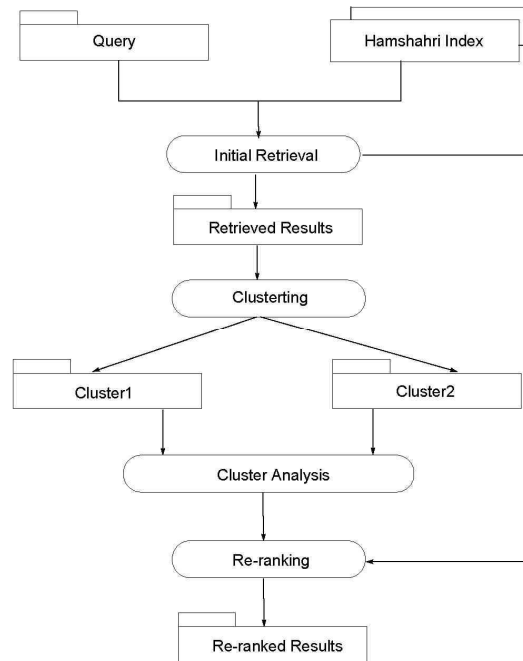 Query
Hamshahri Index
Initial Retrieval
Retrieved Results
Clusterting
Cluster1
Cluster2
Cluster Analysis
Re-ranking
Re-ranked Results